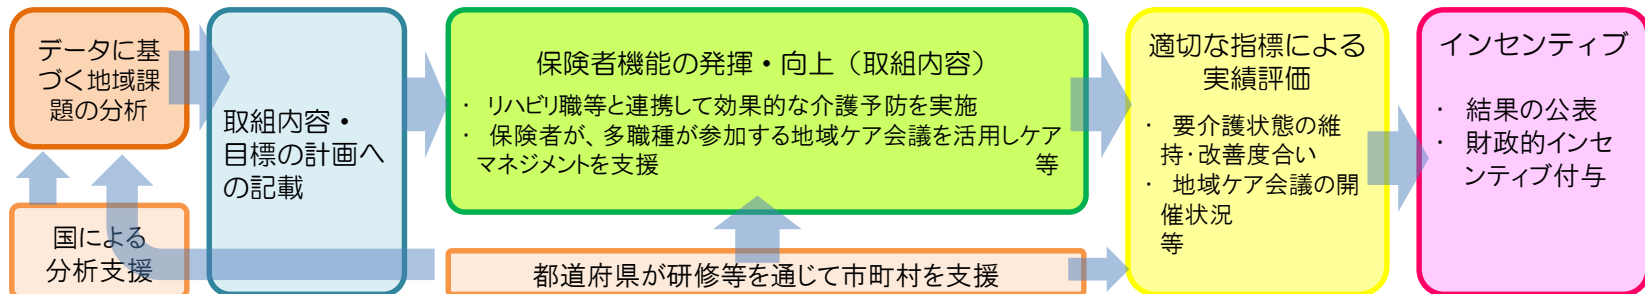 データに基
づく地域課
題の分析
国による
分析支援
取組内容・
目標の計画へ
の記載
保険者機能の発揮・向上（取組内容）
・ リハビリ職等と連携して効果的な介護予防を実施
・ 保険者が、多職種が参加する地域ケア会議を活用しケア
マネジメントを支援 等
都道府県が研修等を通じて市町村を支援
適切な指標による
実績評価
・ 要介護状態の維
持・改善度合い
・ 地域ケア会議の開
催状況
等
インセンティブ
・ 結果の公表
・ 財政的インセ
ンティブ付与